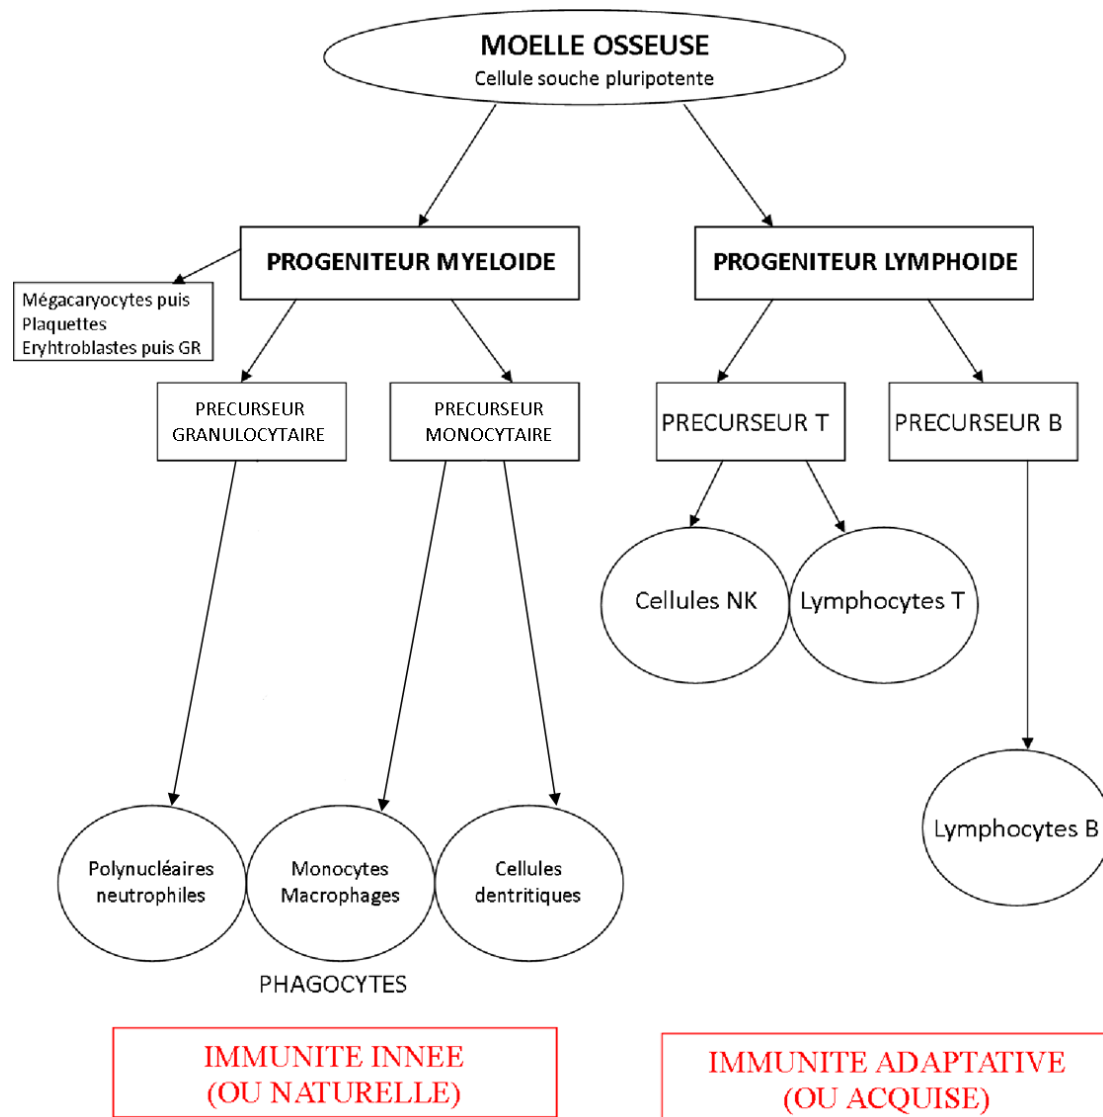 MOELLE OSSEUSE
Cellule souche pluripotente
PROGENITEUR MYELOIDE
PROGENITEUR LYMPHOIDE
Mégacaryocytes puis
Plaquettes
Eryhtroblastes puis GR
PRECURSEUR
GRANULOCYTAIRE
PRECURSEUR
MONOCYTAIRE
PRECURSEUR T
PRECURSEUR B
Cellules NK
Lymphocytes T
Lymphocytes B
Polynucléaires
neutrophiles
Monocytes
Macrophages
Cellules
dentritiques
PHAGOCYTES
IMMUNITE INNEE
(OU NATURELLE)
IMMUNITE ADAPTATIVE
(OU ACQUISE)